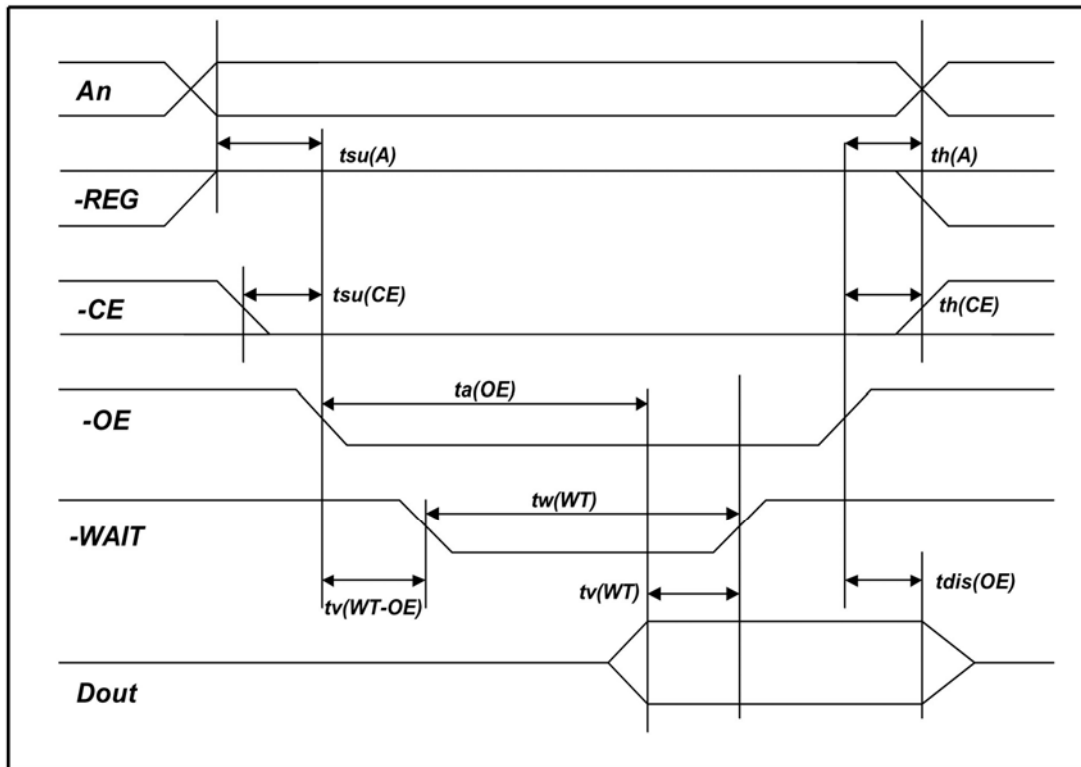 An
tsu(A)
th(A)
-REG
tsu(CE)
-CE
th(CE)
ta(OE)
-OE
tw(WT)
-WAIT
tv(WT)
tdis(OE)
tv(WT-OE)
Dout